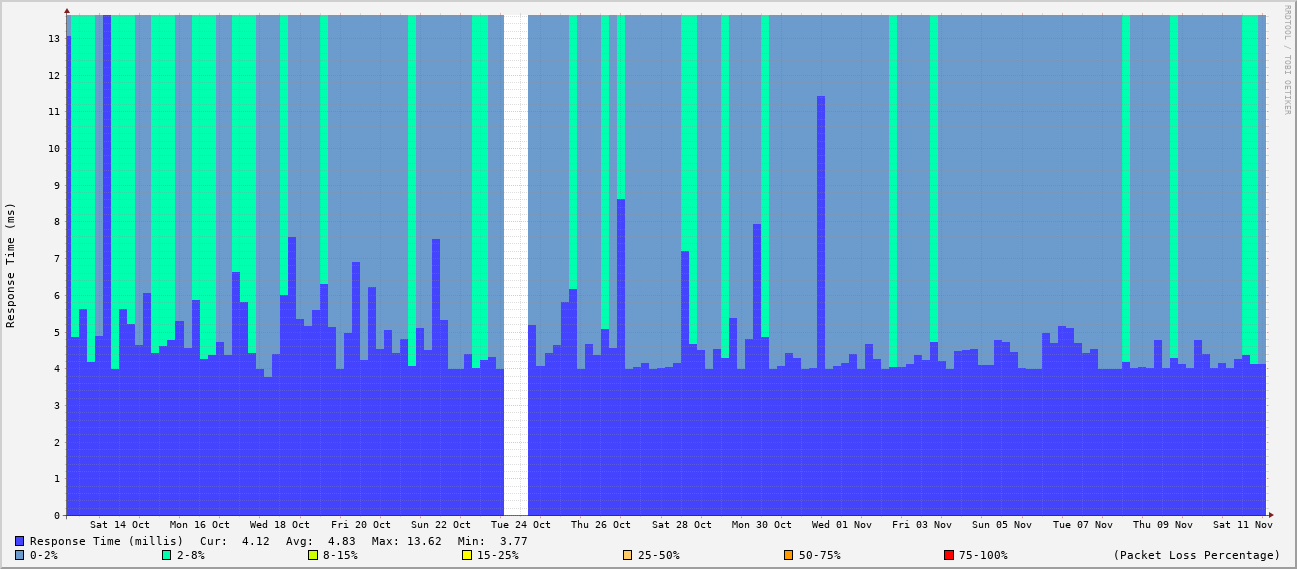 RRDTOOL / TOBI OETIKER
Response Time (ms)
13
12
11
10
9
8
7
6
5
4
3
2
1
0
Sat 14 Oct Mon 16 Oct Wed 18 Oct Fri 20 Oct Sun 22 Oct Tue 24 Oct Thu 26 Oct Sat 28 Oct Mon 30 Oct Wed 01 Nov Fri 03 Nov Sun 05 Nov Tue 07 Nov Thu 09 Nov Sat 11 Nov
Response Time (millis) Cur: 4.12 Avg: 4.83 Max: 13.62 Min: 3.77
0-2% 2-8% 8-15% 15-25% 25-50% 50-75% 75-100% (Packet Loss Percentage)